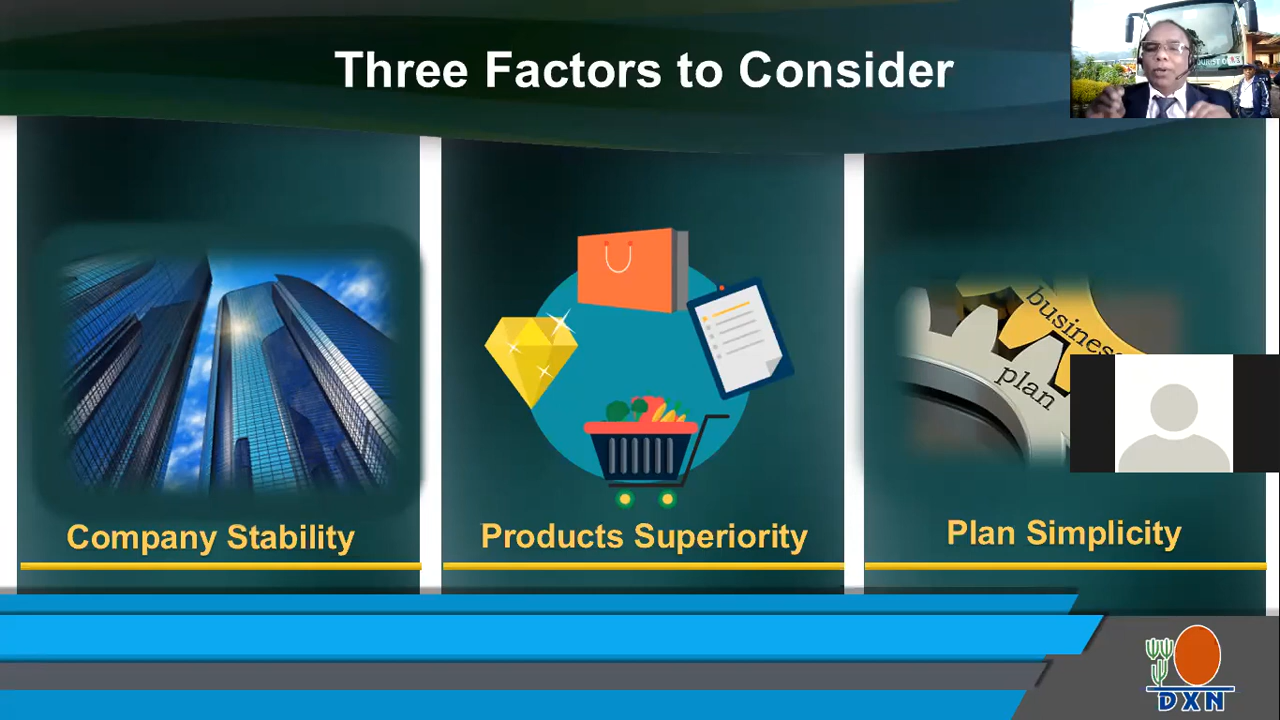 Three Factors to Consider
business
plan
Company Stability
Products Superiority
Plan Simplicity
DXN